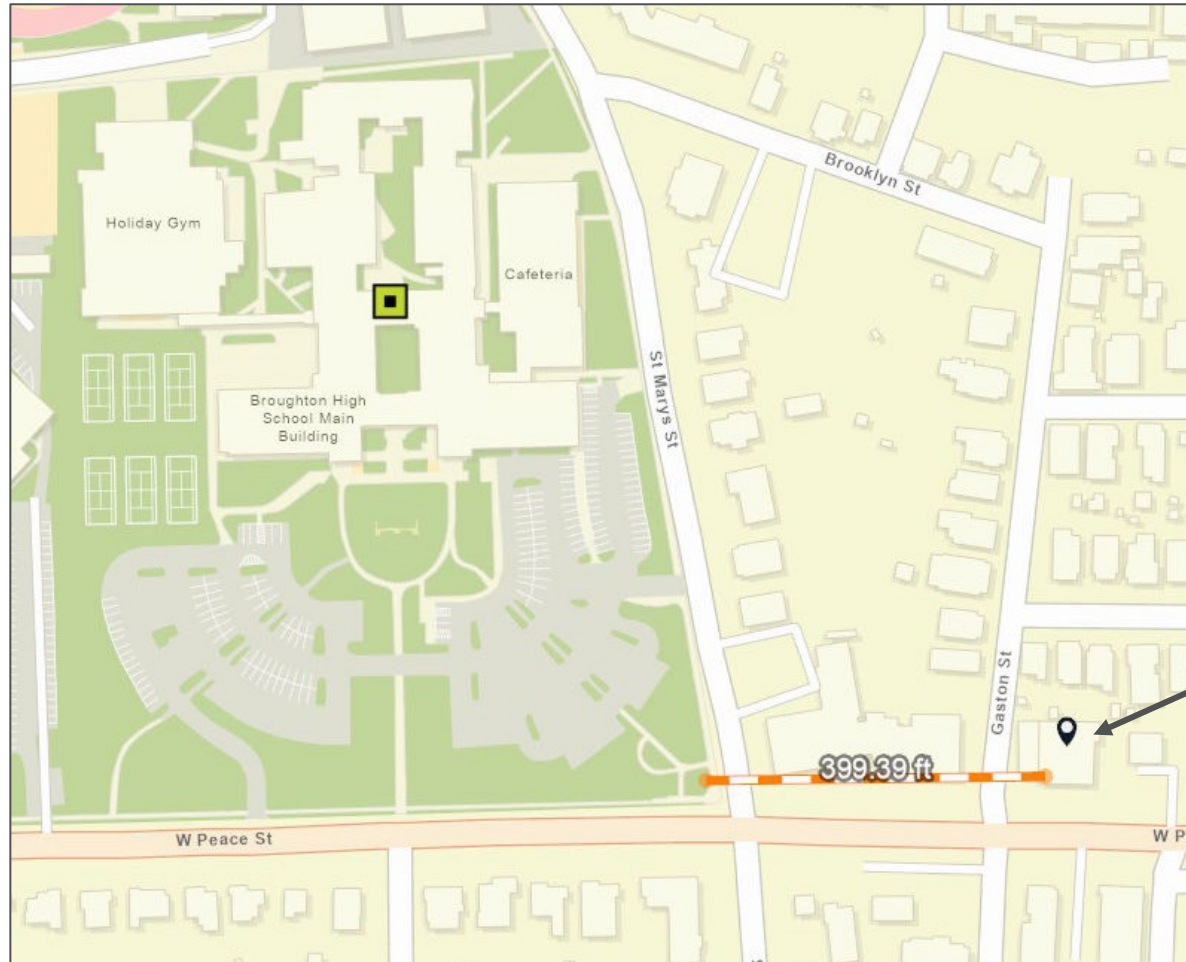 Brooklyn St
Holiday Gym
Cafeteria
St Marys St
Broughton High
School Main
Building
Gaston St
399.39 ft
W Peace St
W P